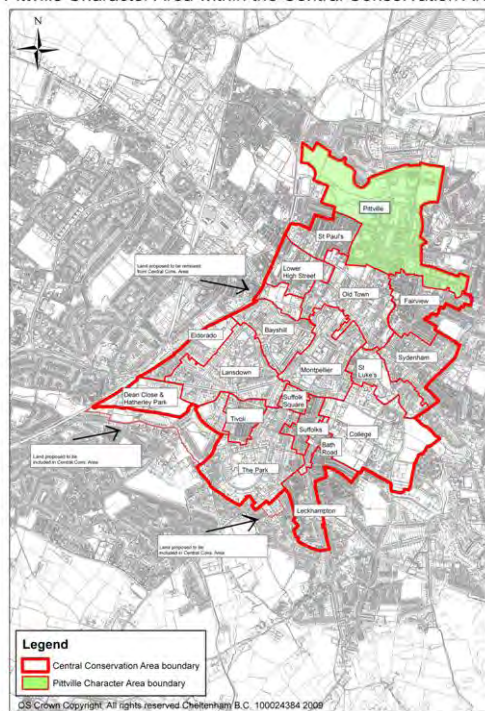 Pittville Character Area within the Central Conservation Ar
N
Pittville
St Paul's
Land proposed to be removed
from Central Cons. Area
Lower
High Street
Old Town
Fairview
Eldorado
Bayshill
Sydenham
Lansdown
Montpellier
St
Luke's
Dean Close &
Hatherley Park
Suffolk
Square
Tivoli
Suffolks
College
Bath
Road
Land proposed to be
included in Central Cons. Area
The Park
Leckhampton
Land proposed to be
included in Central Cons. Area
Legend
Central Conservation Area boundary
Pittville Character Area boundary
OS Crown Copyright. All rights reserved Cheltenham B.C. 100024384 2009